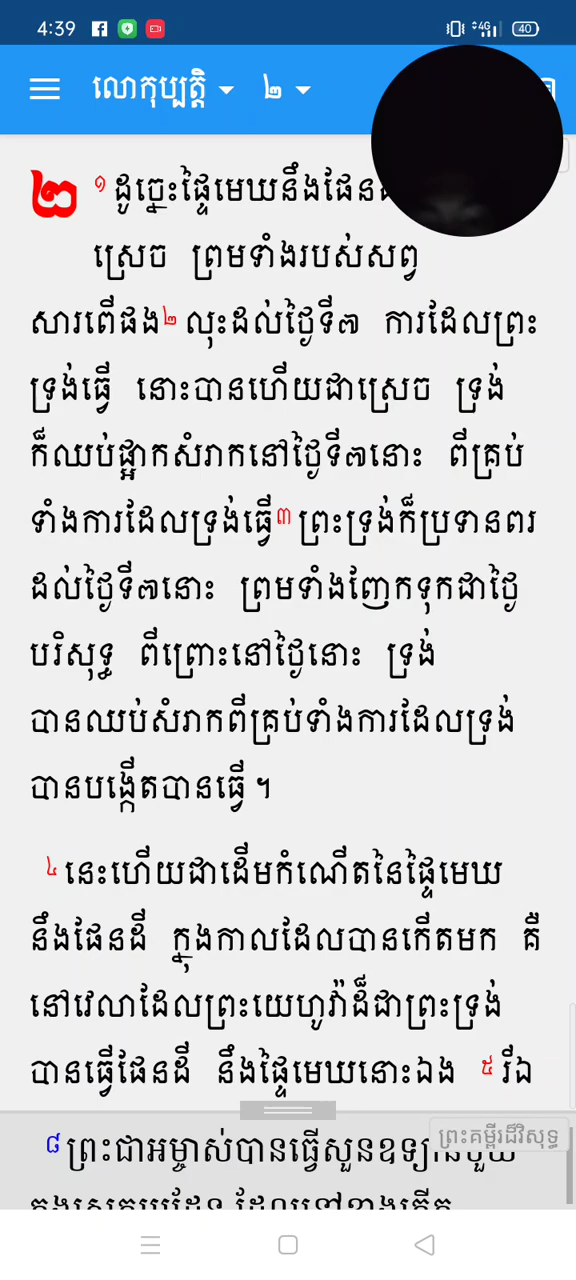 4:39 4G 40
លោកុប្បត្តិ ២
២ ១ ដូច្នេះផ្ទៃមេឃនឹងផែន
ស្រេច ព្រមទាំងរបស់សព្វ
សារពើផង២ លុះដល់ថ្ងៃទី៧ ការដែលព្រះ
ទ្រង់ធ្វើ នោះបានហើយជាស្រេច ទ្រង់
ក៏ឈប់ផ្អាកសំរាកនៅថ្ងៃទី៧នោះ ពីគ្រប់
ទាំងការដែលទ្រង់ធ្វើ៣ ព្រះទ្រង់ក៏ប្រទានពរ
ដល់ថ្ងៃទី៧នោះ ព្រមទាំងញែកទុកជាថ្ងៃ
បរិសុទ្ធ ពីព្រោះនៅថ្ងៃនោះ ទ្រង់
បានឈប់សំរាកពីគ្រប់ទាំងការដែលទ្រង់
បានបង្កើតបានធ្វើ។
៤ នេះហើយជាដើមកំណើតនៃផ្ទៃមេឃ
នឹងផែនដី ក្នុងកាលដែលបានកើតមក គឺ
នៅវេលាដែលព្រះយេហូវ៉ាដ៏ជាព្រះទ្រង់
បានធ្វើផែនដី នឹងផ្ទៃមេឃនោះឯង ៥ រីឯ
ព្រះគម្ពីរដ៏វិសុទ្ធ
៨ ព្រះជាអម្ចាស់បានធ្វើសួនឧទ្យានមួយ